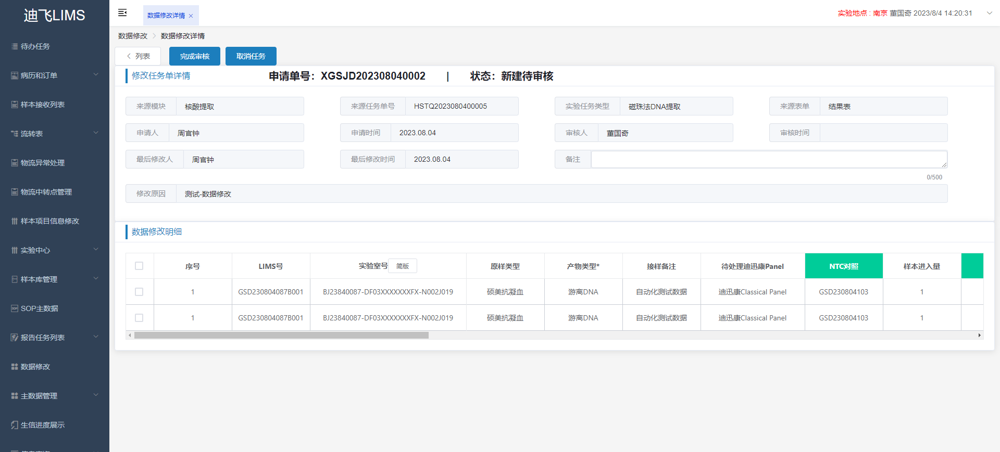 迪飞LIMS
待办任务
病历和订单
样本接收列表
流转表
物流异常处理
物流中转点管理
样本项目信息修改
实验中心
样本库管理
SOP主数据
报告任务列表
数据修改
主数据管理
生信进度展示
数据修改详情
实验地点 : 南京 董国奇 2023/8/4 14:20:31
数据修改 > 数据修改详情
列表 完成审核 取消任务
修改任务单详情 申请单号：XGSJD202308040002 | 状态：新建待审核
来源模块 核酸提取 来源任务单号 HSTQ2023080400005 实验任务类型 磁珠法DNA提取 来源表单 结果表
申请人 周官钟 申请时间 2023.08.04 审核人 董国奇 审核时间
最后修改人 周官钟 最后修改时间 2023.08.04 备注
0/500
修改原因 测试-数据修改
数据修改明细
序号 LIMS号 实验室号 简版 原样类型 产物类型* 接样备注 待处理迪迅康Panel NTC对照 样本进入量
1 GSD230804087B001 BJ23840087-DF03XXXXXXXFX-N002J019 硕美抗凝血 游离DNA 自动化测试数据 迪迅康Classical Panel GSD230804103 1
1 GSD230804087B001 BJ23840087-DF03XXXXXXXFX-N002J019 硕美抗凝血 游离DNA 自动化测试数据 迪迅康Classical Panel GSD230804103 1